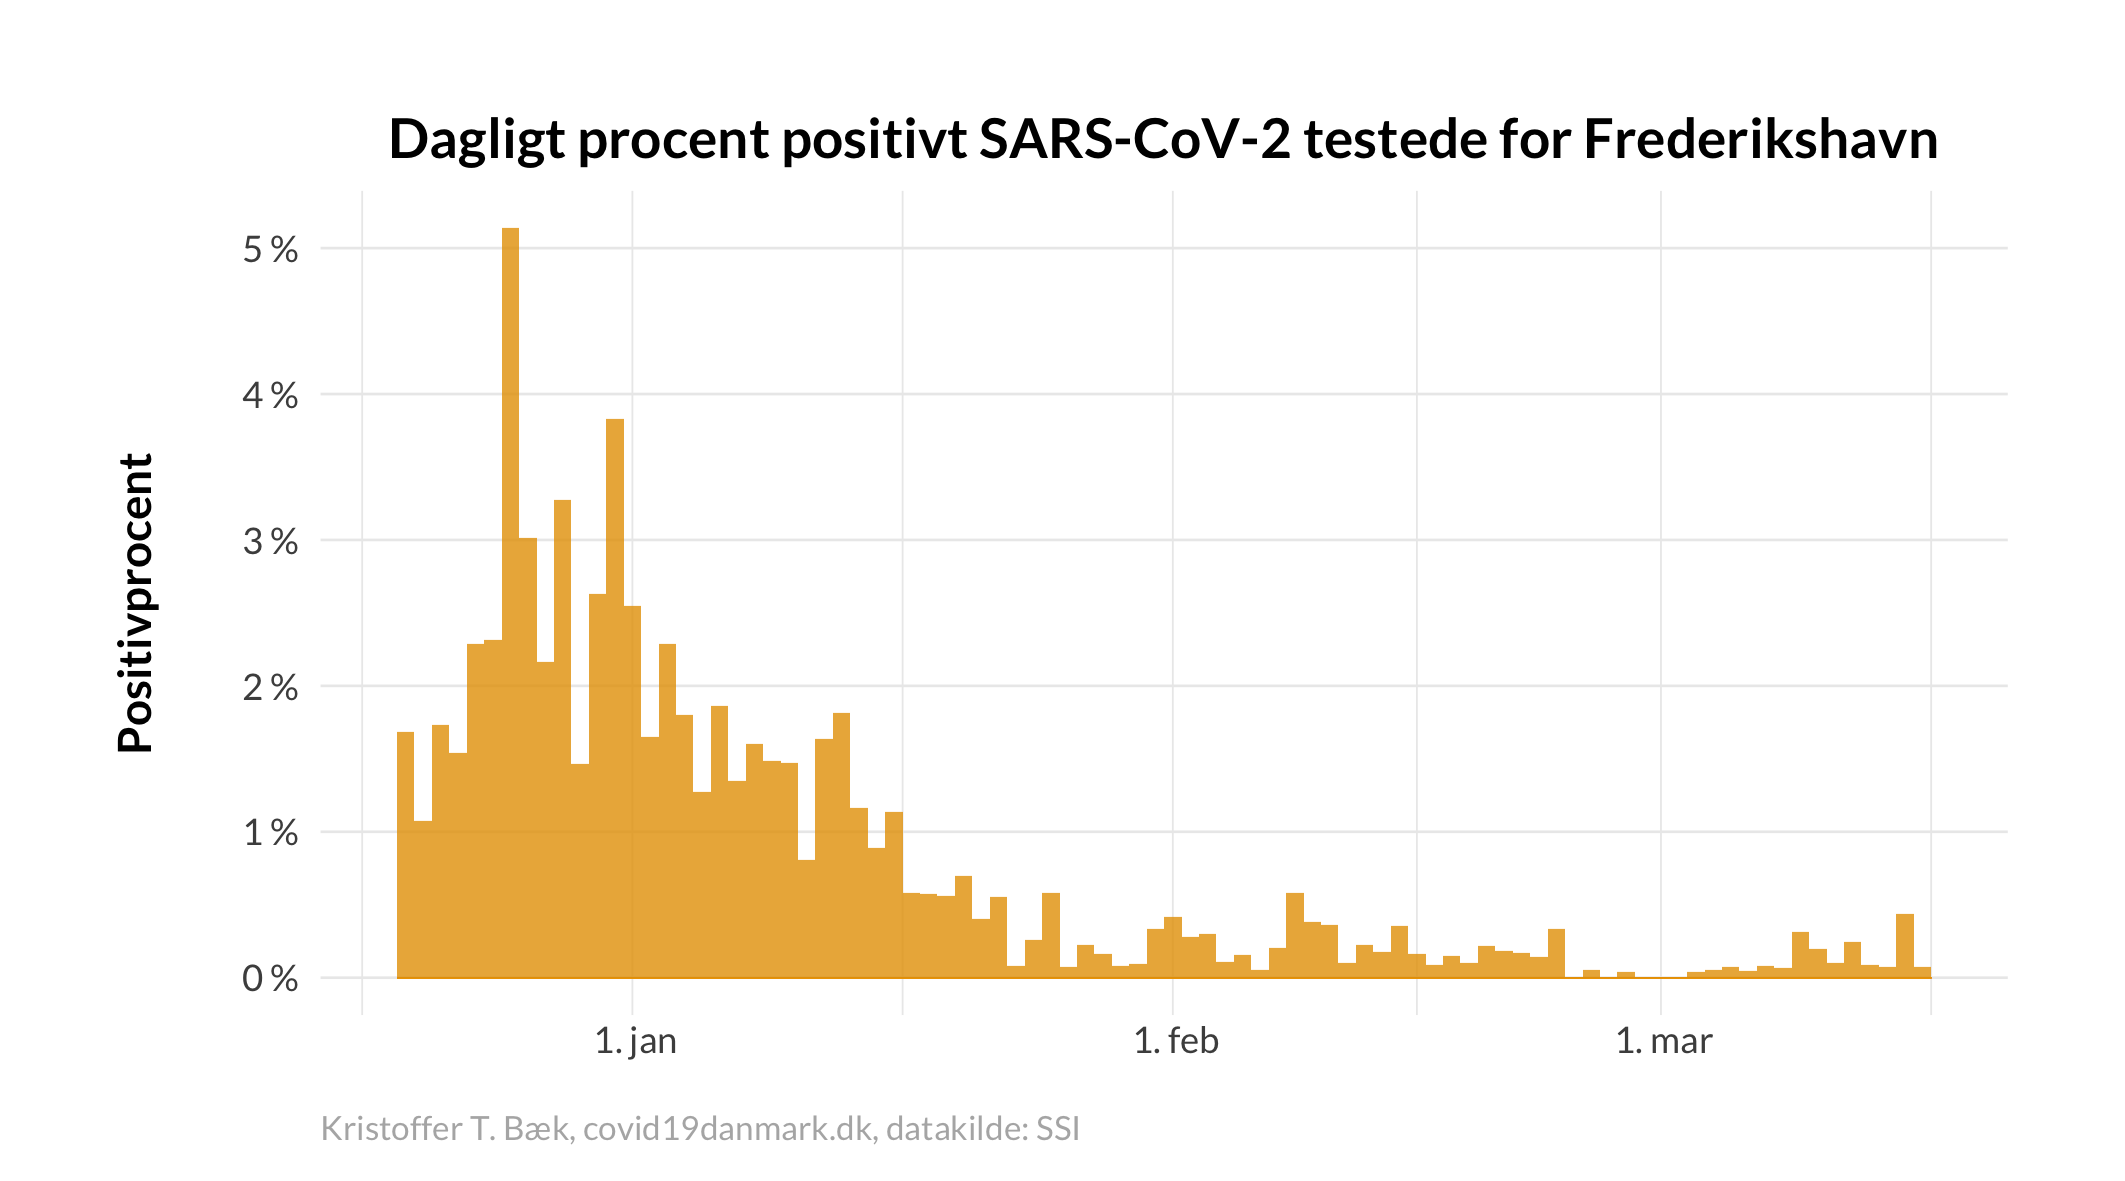 Dagligt procent positivt SARS-CoV-2 testede for Frederikshavn
Positivprocent
5 %
4 %
3 %
2 %
1 %
0 %
1. jan
1. feb
1. mar
Kristoffer T. Bæk, covid19danmark.dk, datakilde: SSI